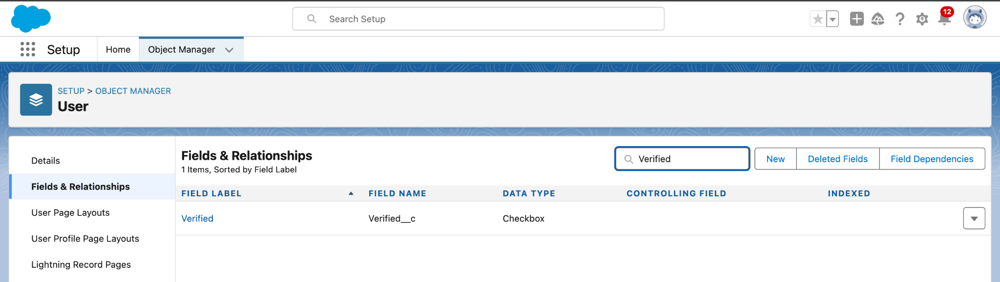 Search Setup
12
Setup
Home
Object Manager
SETUP > OBJECT MANAGER
User
Details
Fields & Relationships
User Page Layouts
User Profile Page Layouts
Lightning Record Pages
Fields & Relationships
1 Items, Sorted by Field Label
Verified
New
Deleted Fields
Field Dependencies
FIELD LABEL FIELD NAME DATA TYPE CONTROLLING FIELD INDEXED
Verified Verified__c Checkbox